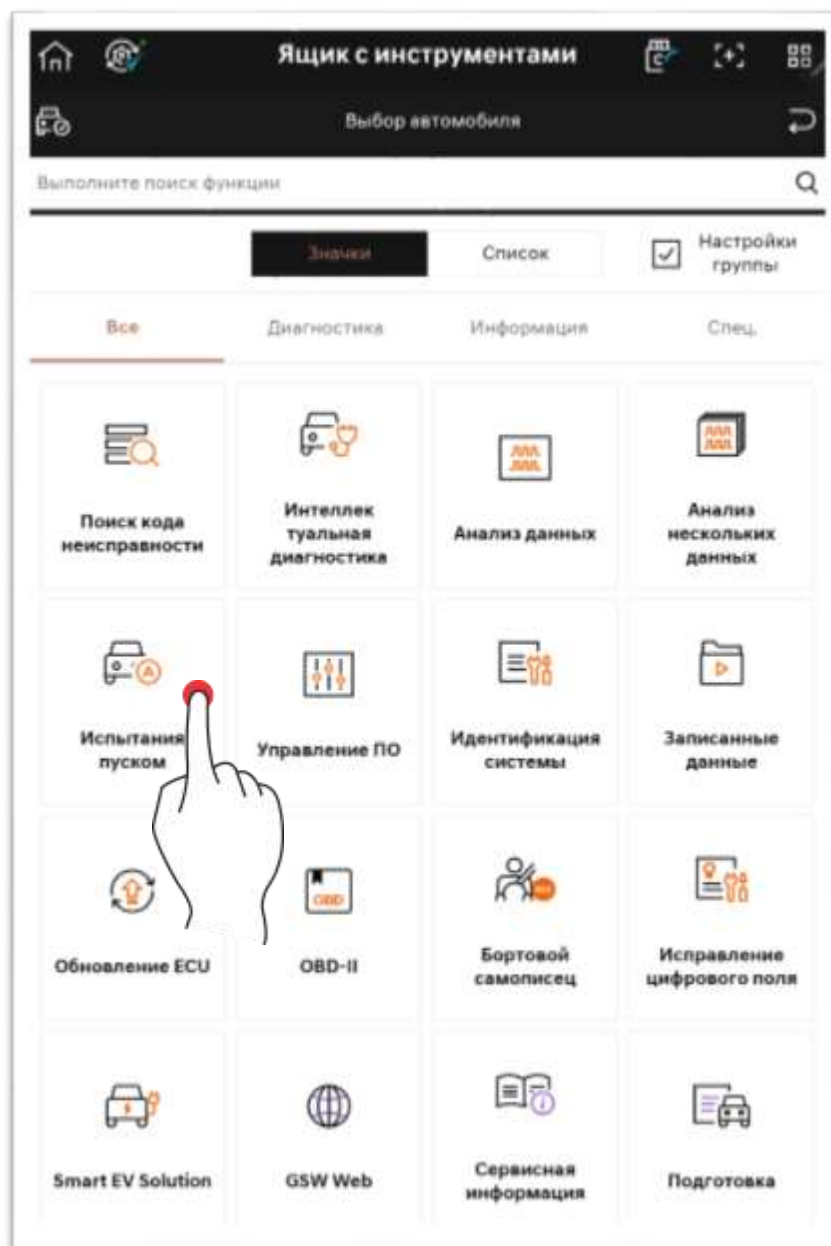 Ящик с инструментами
Выбор автомобиля
Выполните поиск функции
Значки
Список
Настройки
группы
Все
Диагностика
Информация
Спец.
Поиск кода
неисправности
Интеллек
туальная
диагностика
Анализ данных
Анализ
нескольких
данных
Испытания
пуском
Управление ПО
Идентификация
системы
Записанные
данные
Обновление ECU
OBD
OBD-II
Бортовой
самописец
Исправление
цифрового поля
Smart EV Solution
GSW Web
Сервисная
информация
Подготовка